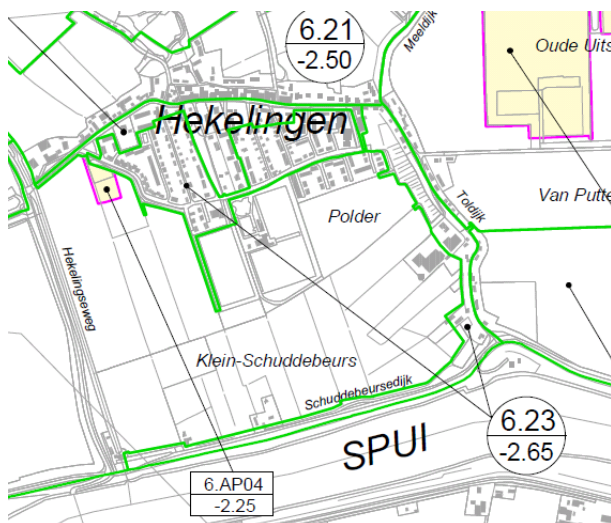 6.21
-2.50
Meeldijk
Oude Uits
Hekelingen
Toldijk
Van Putte
Polder
Hekelingseweg
Klein-Schuddebeurs
Schuddebeursedijk
6.23
-2.65
SPUI
6.AP04
-2.25